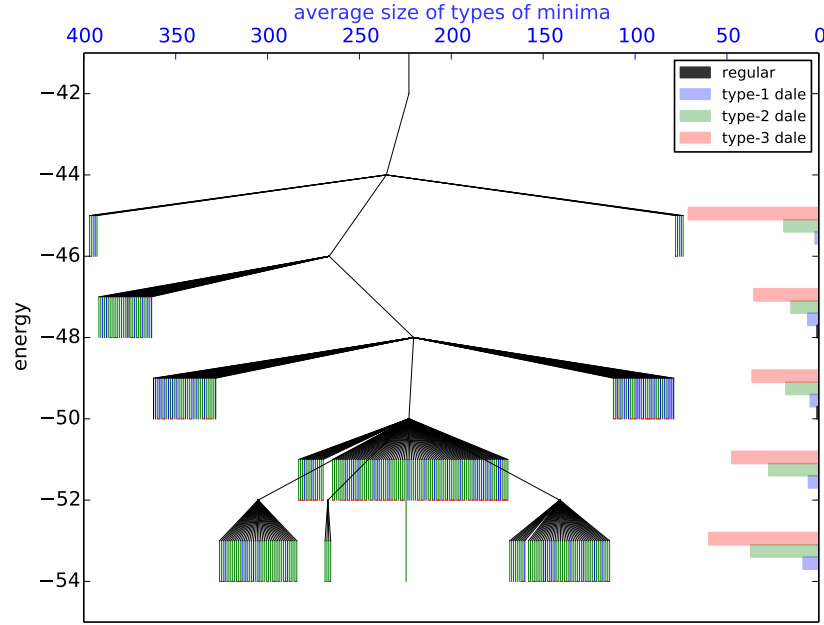 average size of types of minima
400 350 300 250 200 150 100 50 0
regular
type-1 dale
type-2 dale
type-3 dale
energy
−42
−44
−46
−48
−50
−52
−54